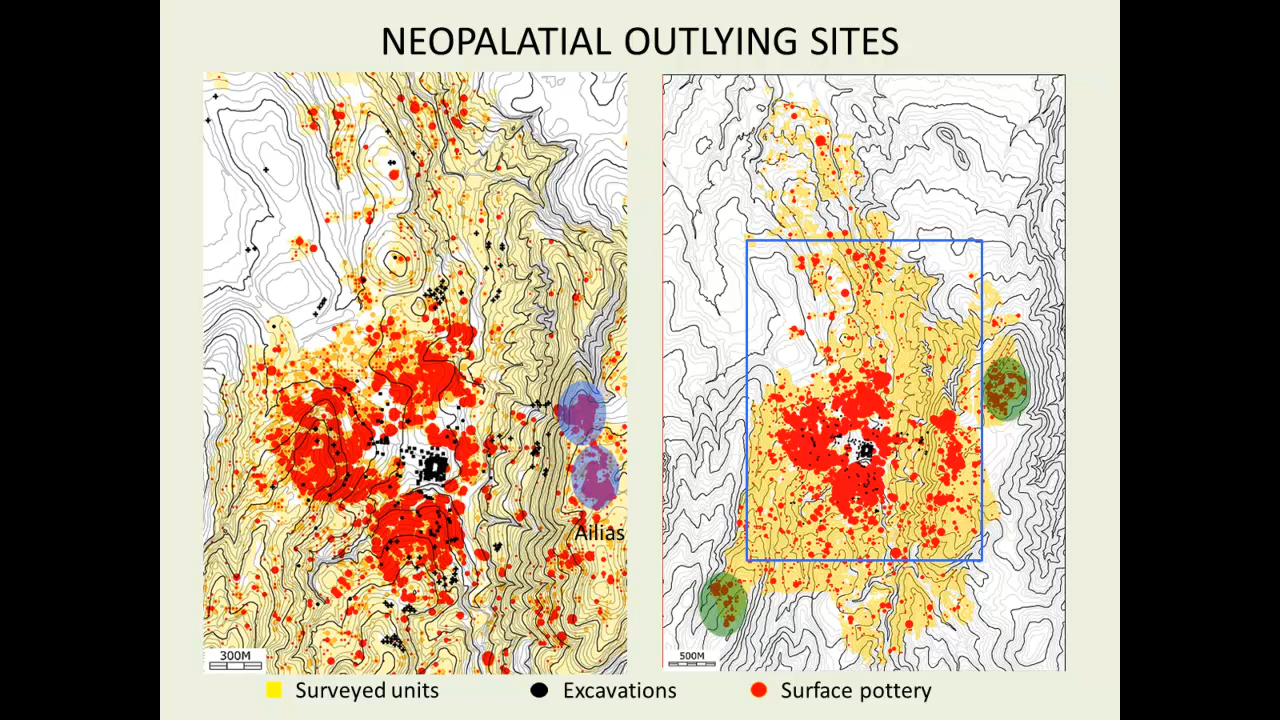 NEOPALATIAL OUTLYING SITES
Ailias
300M
500M
Surveyed units
Excavations
Surface pottery